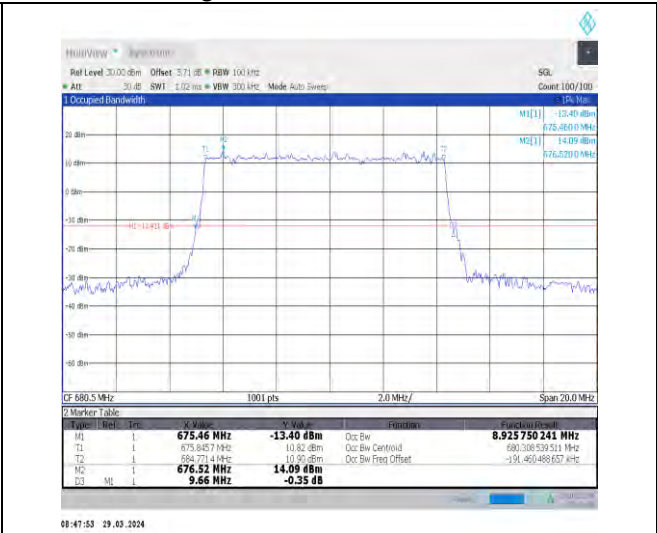 MultiView Spectrum
Ref Level 30.00 dBm Offset 3.71 dB RBW 100 kHz SGL
Att 30 dB SWT 1.02 ms VBW 300 kHz Mode Auto Sweep Count 100/100
1 Occupied Bandwidth 1Pk Max
M1[1] -13.40 dBm
675.4600 MHz
M2[1] 14.09 dBm
676.5200 MHz
20 dBm
M2
T1 T2
10 dBm
0 dBm
-10 dBm
M1
-20 dBm
-30 dBm
-40 dBm
-50 dBm
-60 dBm
CF 680.5 MHz 1001 pts 2.0 MHz/ Span 20.0 MHz
2 Marker Table
Type Ref Trc X Value Y Value Function Function Result
M1 1 675.46 MHz -13.40 dBm Occ Bw 8.925 750 241 MHz
T1 1 675.8457 MHz 10.82 dBm Occ Bw Centroid 680.308 539 511 MHz
T2 1 684.7714 MHz 10.90 dBm Occ Bw Freq Offset -191.460 488 657 kHz
M2 1 676.52 MHz 14.09 dBm
D3 M1 1 9.66 MHz -0.35 dB
08:47:53 29.03.2024